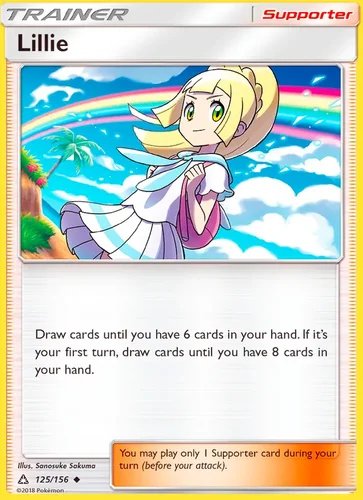 TRAINER
Supporter
Lillie
Draw cards until you have 6 cards in your hand. If it's
your first turn, draw cards until you have 8 cards in
your hand.
Illus. Sanosuke Sakuma
125/156 ◆
©2018 Pokémon
You may play only 1 Supporter card during your
turn (before your attack).